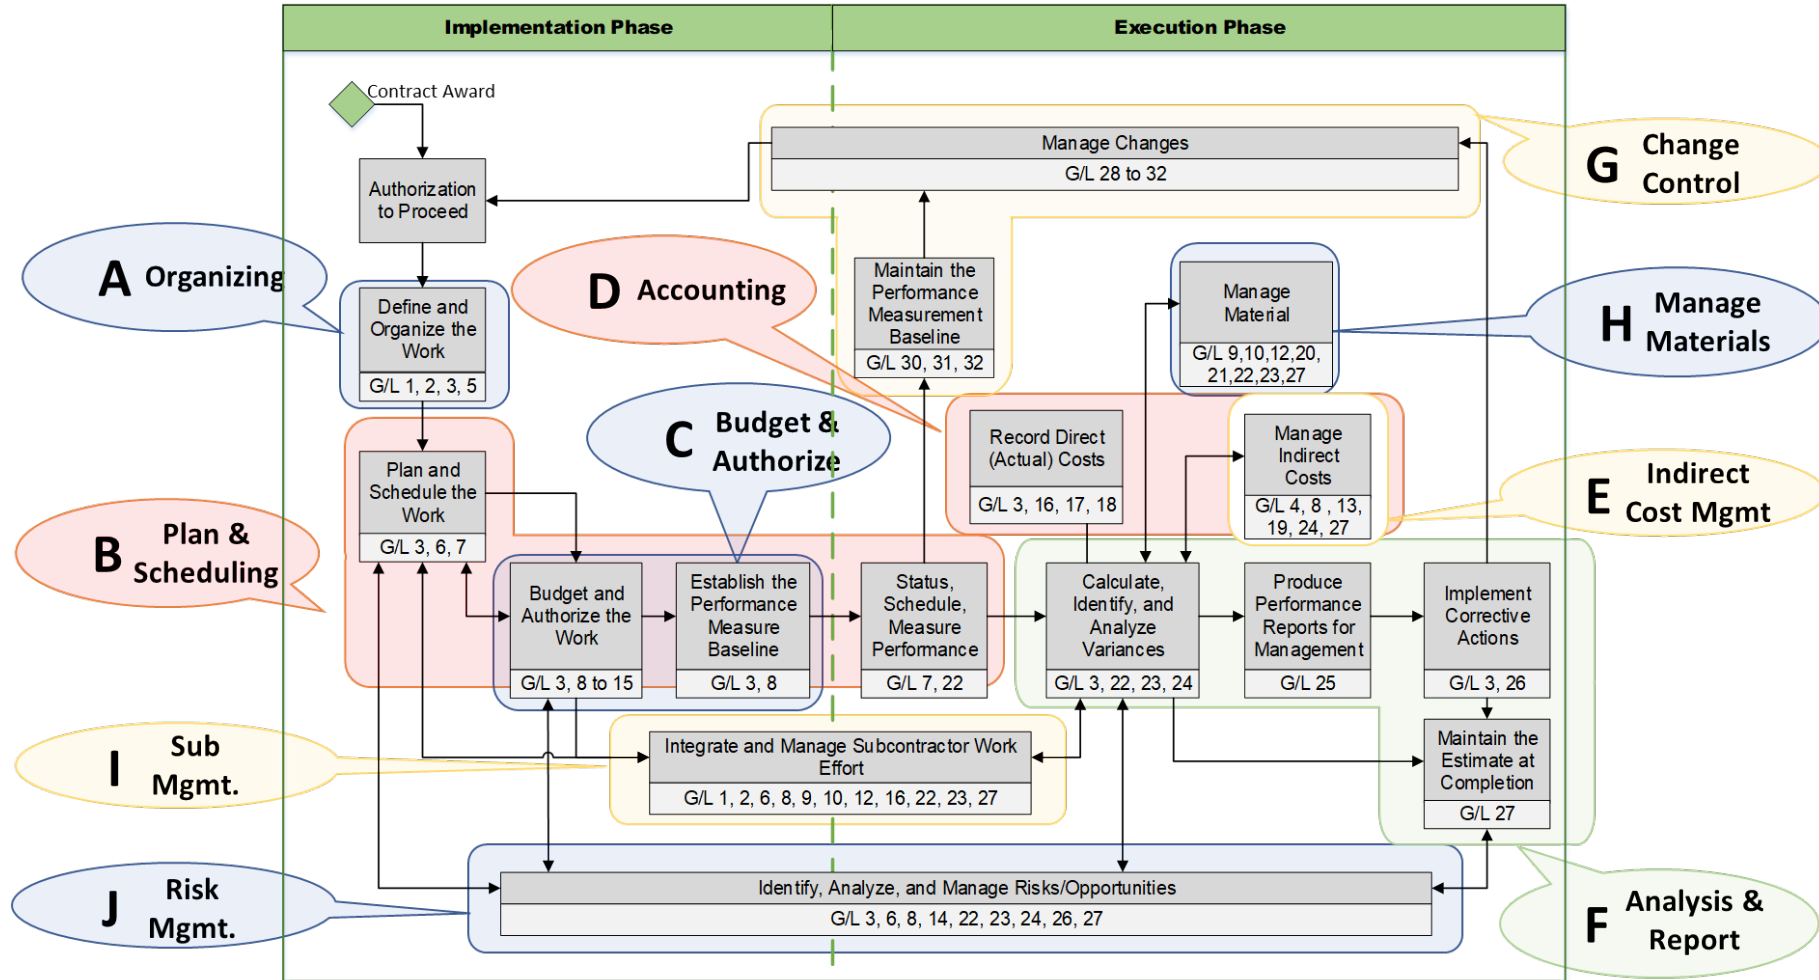 Implementation Phase
Execution Phase
Contract Award
Manage Changes
G/L 28 to 32
G
Change
Control
Authorization
to Proceed
A
Organizing
D
Accounting
Define and
Organize the
Work
G/L 1, 2, 3, 5
Maintain the
Performance
Measurement
Baseline
G/L 30, 31, 32
Manage
Material
G/L 9,10,12,20,
21,22,23,27
H
Manage
Materials
C
Budget &
Authorize
Record Direct
(Actual) Costs
G/L 3, 16, 17, 18
Manage
Indirect
Costs
G/L 4, 8 , 13,
19, 24, 27
E
Indirect
Cost Mgmt
Plan and
Schedule the
Work
G/L 3, 6, 7
B
Plan &
Scheduling
Budget and
Authorize the
Work
G/L 3, 8 to 15
Establish the
Performance
Measure
Baseline
G/L 3, 8
Status,
Schedule,
Measure
Performance
G/L 7, 22
Calculate,
Identify, and
Analyze
Variances
G/L 3, 22, 23, 24
Produce
Performance
Reports for
Management
G/L 25
Implement
Corrective
Actions
G/L 3, 26
I
Sub
Mgmt.
Integrate and Manage Subcontractor Work
Effort
G/L 1, 2, 6, 8, 9, 10, 12, 16, 22, 23, 27
Maintain the
Estimate at
Completion
G/L 27
J
Risk
Mgmt.
Identify, Analyze, and Manage Risks/Opportunities
G/L 3, 6, 8, 14, 22, 23, 24, 26, 27
F
Analysis &
Report